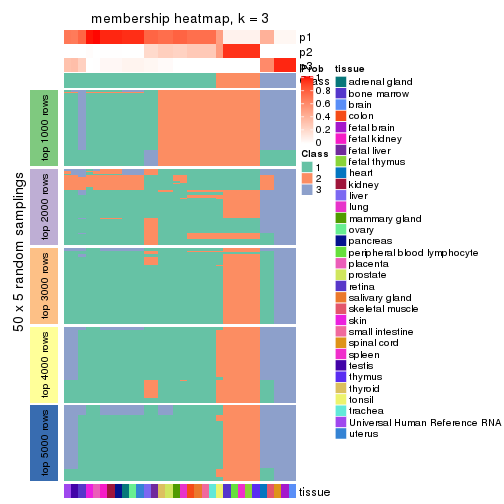 membership heatmap, k = 3
p1
p2
p3
Class
50 x 5 random samplings
top 1000 rows
top 2000 rows
top 3000 rows
top 4000 rows
top 5000 rows
tissue
Prob
1
0.8
0.6
0.4
0.2
0
Class
1
2
3
tissue
adrenal gland
bone marrow
brain
colon
fetal brain
fetal kidney
fetal liver
fetal thymus
heart
kidney
liver
lung
mammary gland
ovary
pancreas
peripheral blood lymphocyte
placenta
prostate
retina
salivary gland
skeletal muscle
skin
small intestine
spinal cord
spleen
testis
thymus
thyroid
tonsil
trachea
Universal Human Reference RNA
uterus